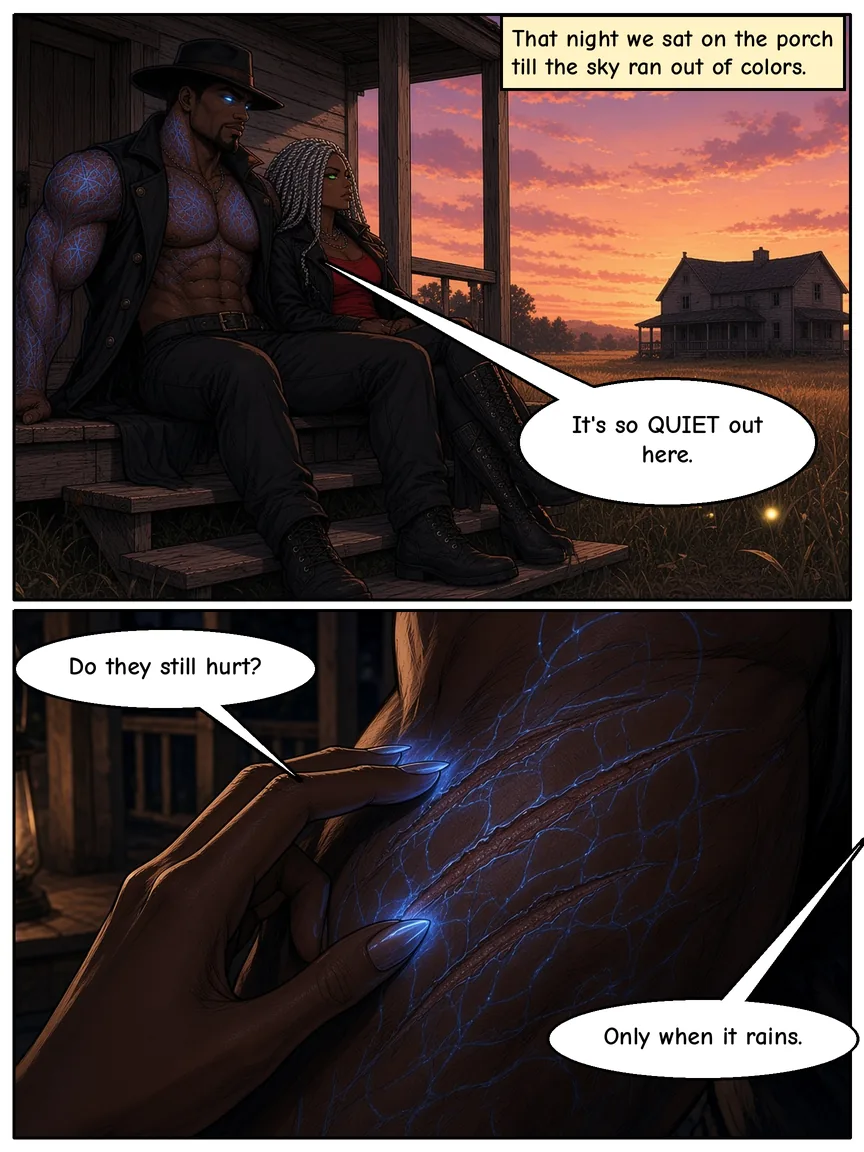 That night we sat on the porch
till the sky ran out of colors.
It's so QUIET out
here.
Do they still hurt?
Only when it rains.